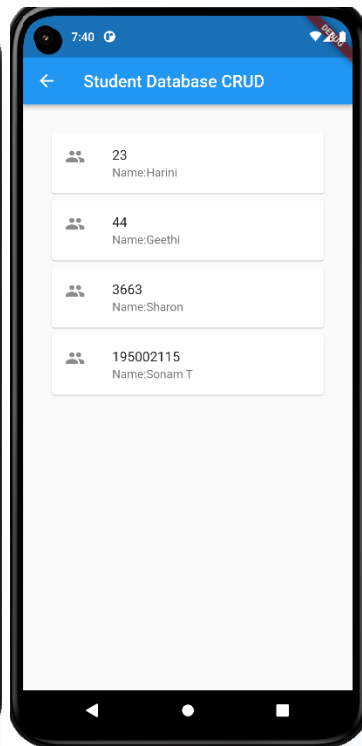 7:40
DEBUG
Student Database CRUD
23
Name:Harini
44
Name:Geethi
3663
Name:Sharon
195002115
Name:Sonam T